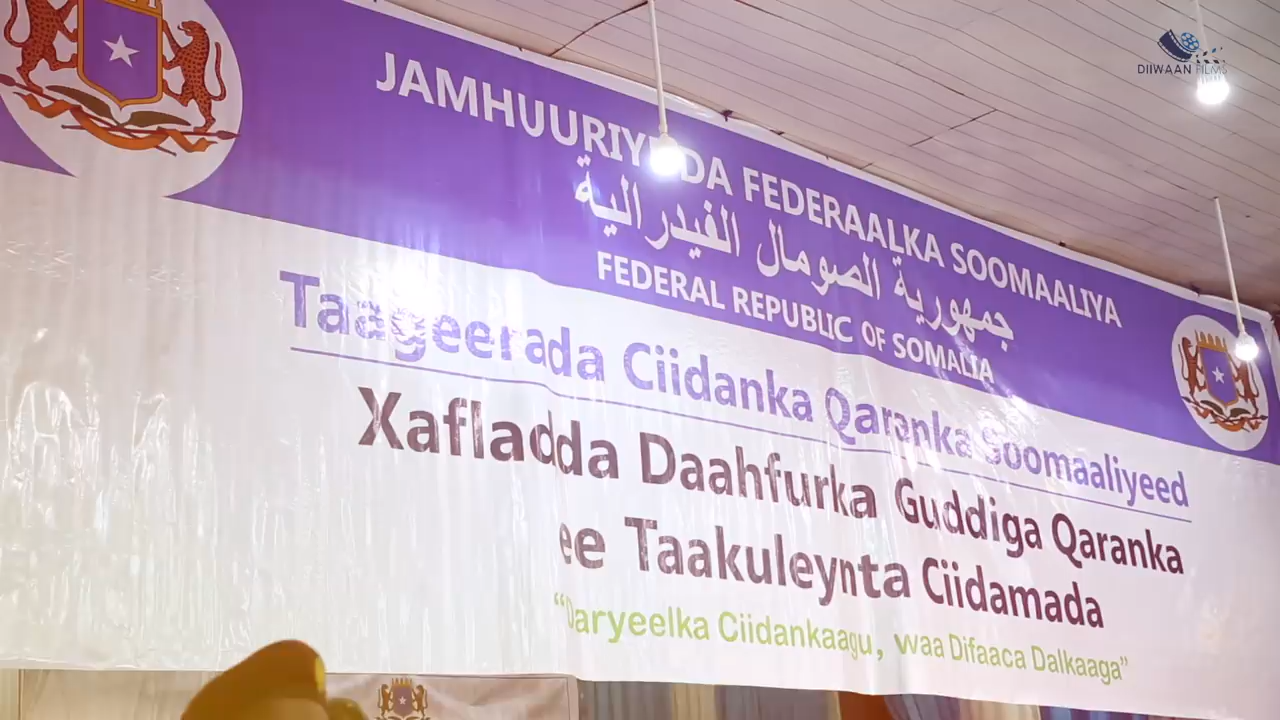 DIIWAAN FILMS
JAMHUURIYADDA FEDERAALKA SOOMAALIYA
جمهورية الصومال الفيدرالية
FEDERAL REPUBLIC OF SOMALIA
Taageerada Ciidanka Qaranka Soomaaliyeed
Xafladda Daahfurka Guddiga Qaranka
ee Taakuleynta Ciidamada
“Daryeelka Ciidankaagu, waa Difaaca Dalkaaga”